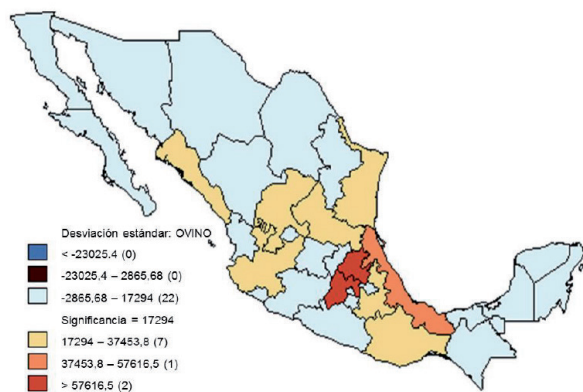 Desviación estándar: OVINO
< -23025,4 (0)
-23025,4 – 2865,68 (0)
-2865,68 – 17294 (22)
Significancia = 17294
17294 – 37453,8 (7)
37453,8 – 57616,5 (1)
> 57616,5 (2)